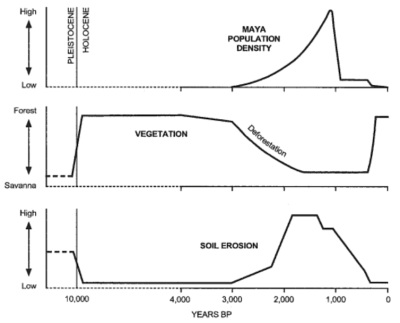 High
Low
PLEISTOCENE
HOLOCENE
MAYA
POPULATION
DENSITY
Forest
Savanna
VEGETATION
Deforestation
High
Low
SOIL EROSION
10,000
4,000
3,000
2,000
1,000
0
YEARS BP